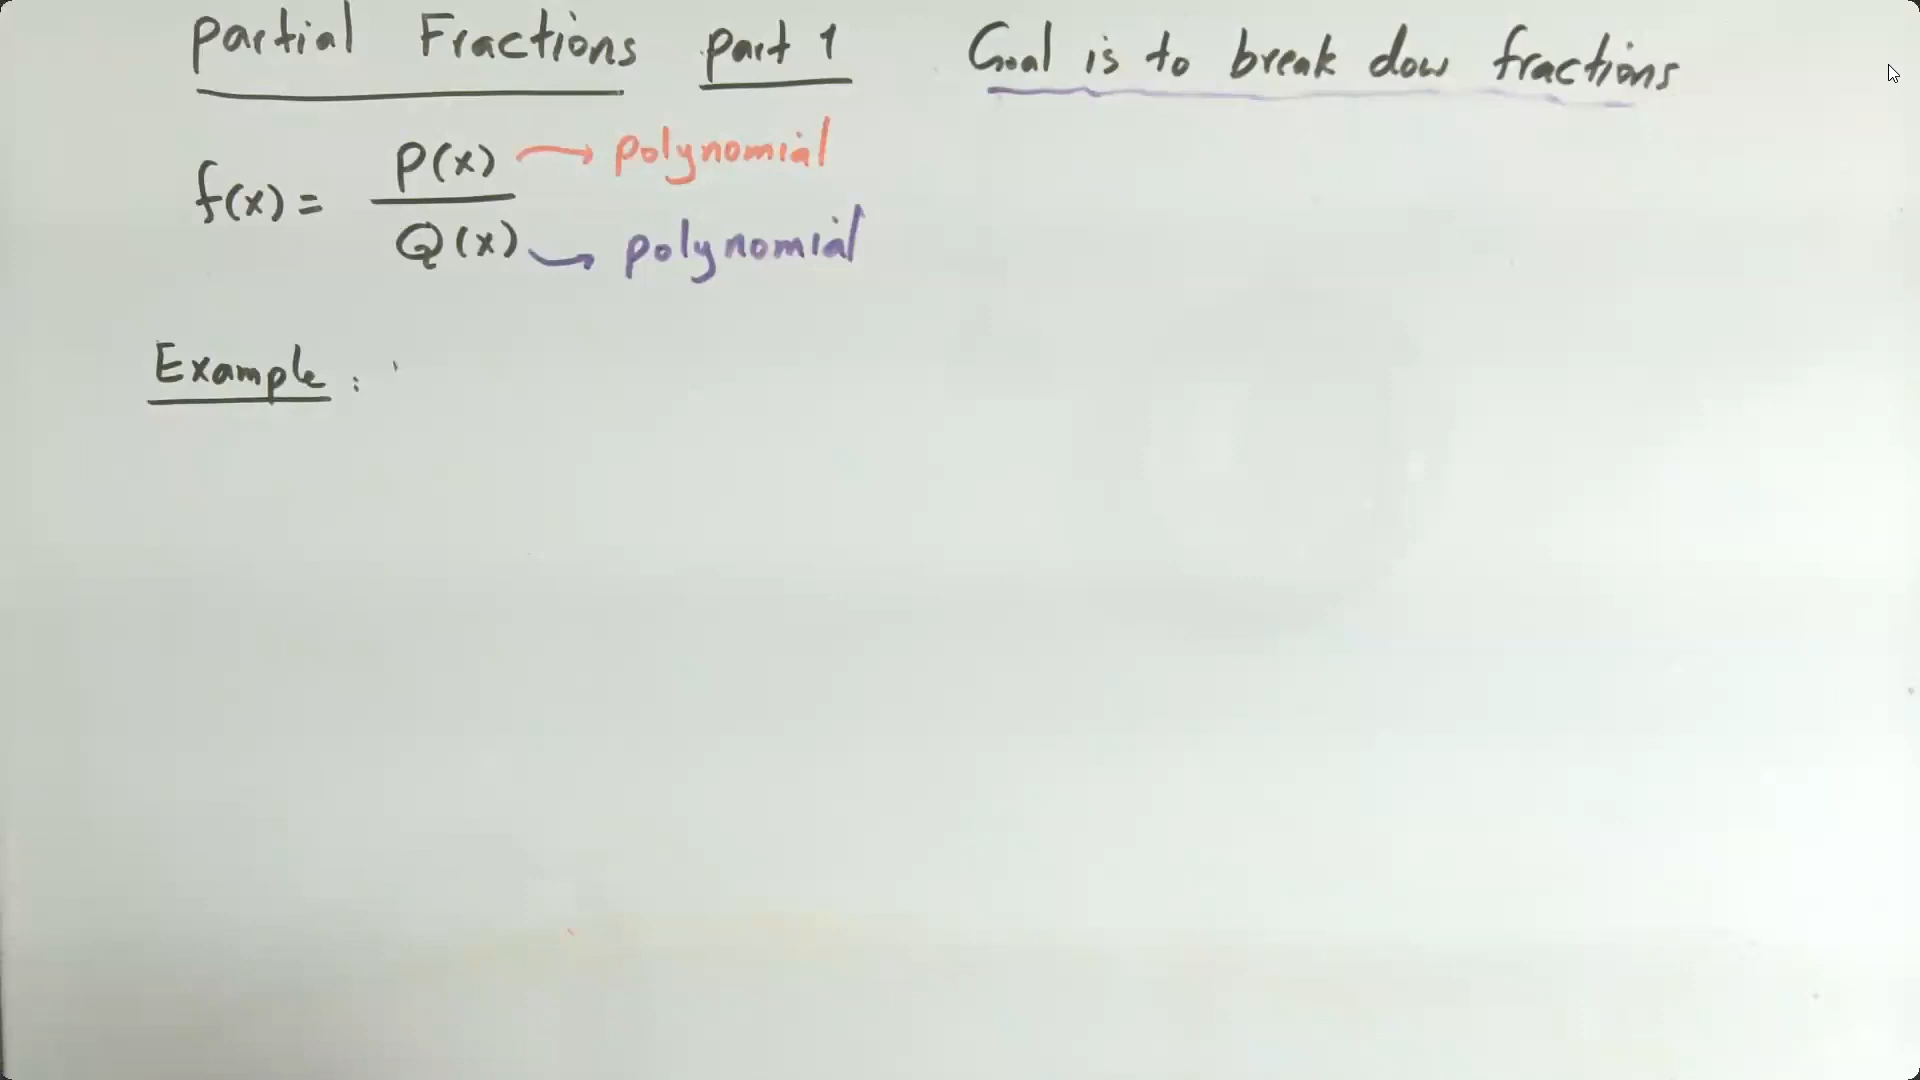 Partial Fractions part 1
Goal is to break dow fractions
f(x) = P(x) / Q(x)
→ polynomial
→ polynomial
Example :